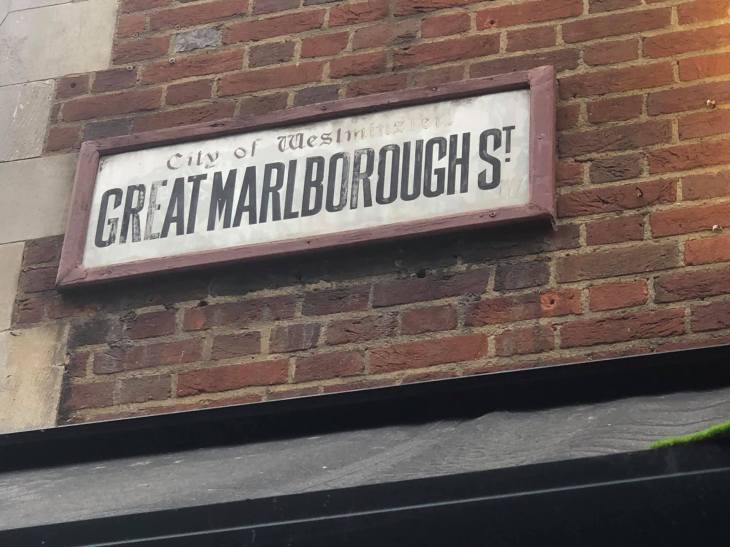 City of Westminster
GREAT MARLBOROUGH ST